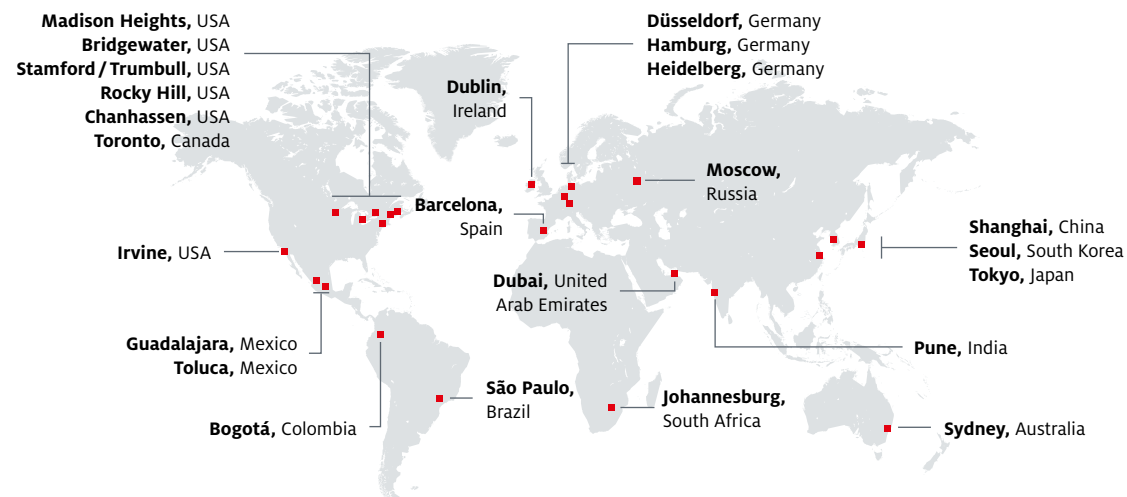 Madison Heights, USA
Bridgewater, USA
Stamford / Trumbull, USA
Rocky Hill, USA
Chanhassen, USA
Toronto, Canada
Düsseldorf, Germany
Hamburg, Germany
Heidelberg, Germany
Dublin,
Ireland
Moscow,
Russia
Barcelona,
Spain
Irvine, USA
Shanghai, China
Seoul, South Korea
Tokyo, Japan
Dubai, United
Arab Emirates
Guadalajara, Mexico
Toluca, Mexico
Pune, India
São Paulo,
Brazil
Johannesburg,
South Africa
Bogotá, Colombia
Sydney, Australia